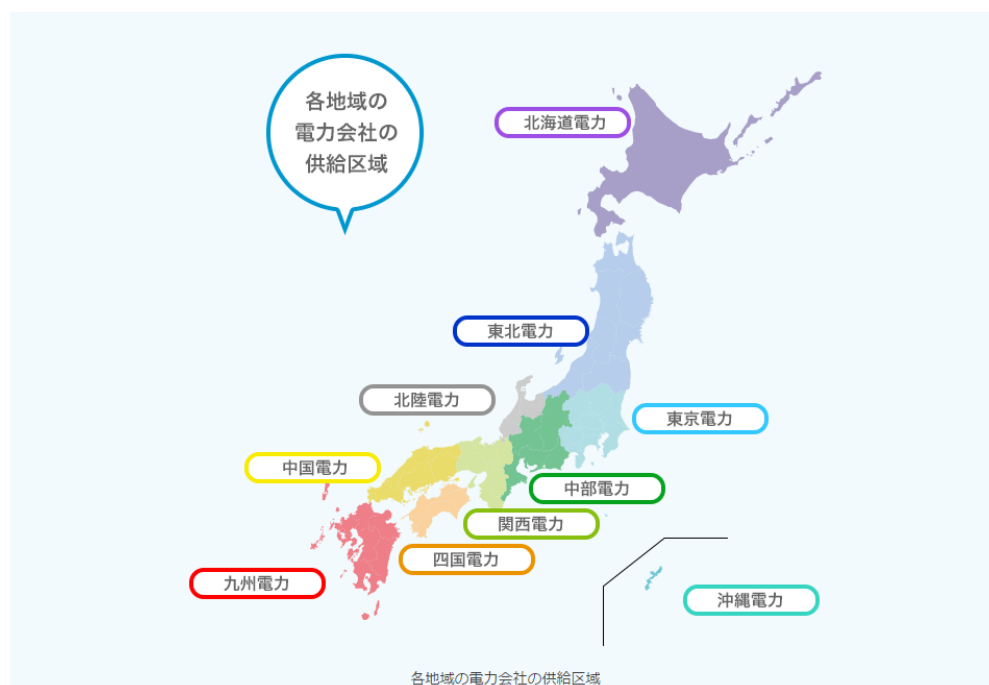 各地域の
電力会社の
供給区域
北海道電力
東北電力
北陸電力
東京電力
中国電力
中部電力
関西電力
四国電力
九州電力
沖縄電力
各地域の電力会社の供給区域